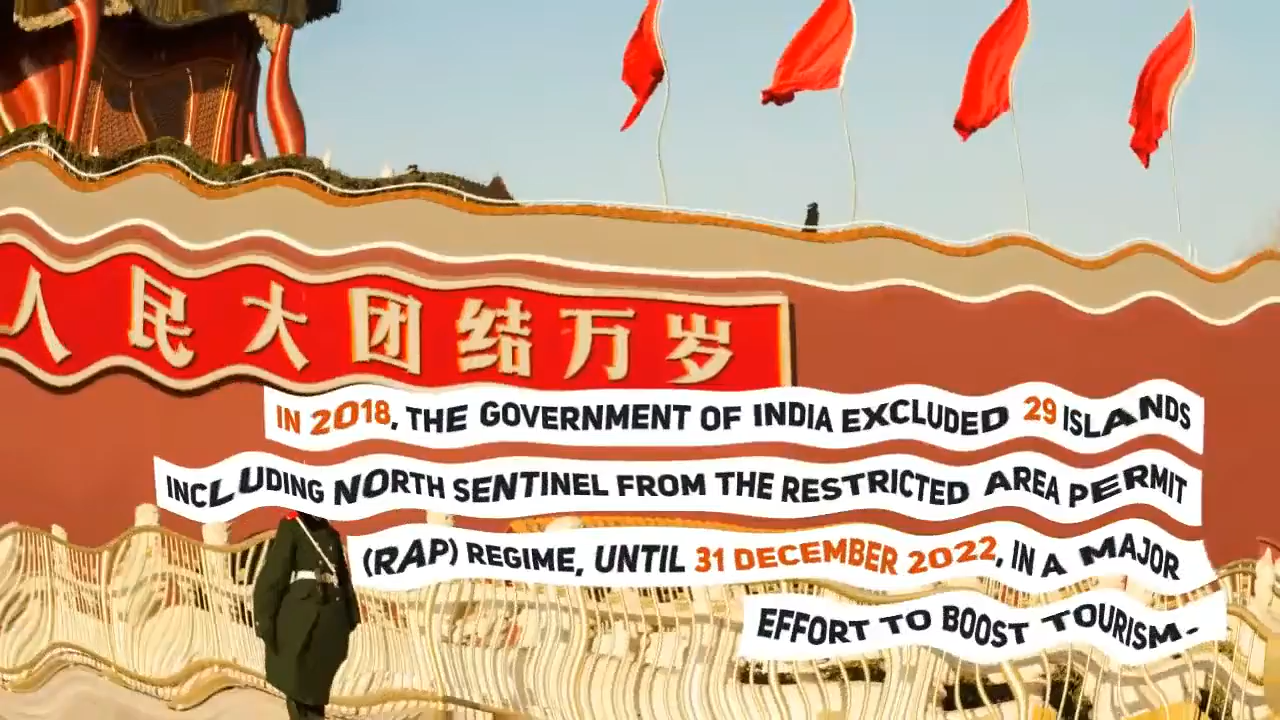 人民大团结万岁
IN 2018, THE GOVERNMENT OF INDIA EXCLUDED 29 ISLANDS
INCLUDING NORTH SENTINEL FROM THE RESTRICTED AREA PERMIT
(RAP) REGIME, UNTIL 31 DECEMBER 2022, IN A MAJOR
EFFORT TO BOOST TOURISM-